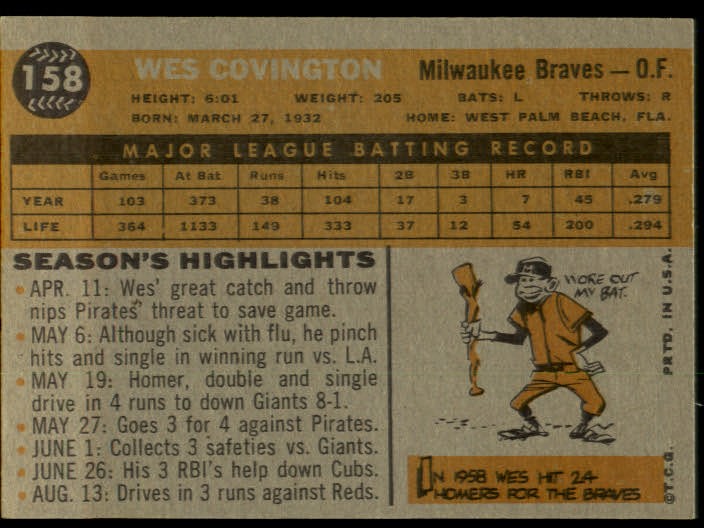 158
WES COVINGTON Milwaukee Braves — O.F.
HEIGHT: 6:01 WEIGHT: 205 BATS: L THROWS: R
BORN: MARCH 27, 1932 HOME: WEST PALM BEACH, FLA.
MAJOR LEAGUE BATTING RECORD
Games At Bat Runs Hits 2B 3B HR RBI Avg
YEAR 103 373 38 104 17 3 7 45 .279
LIFE 364 1133 149 333 37 12 54 200 .294
SEASON'S HIGHLIGHTS
• APR. 11: Wes' great catch and throw
nips Pirates' threat to save game.
• MAY 6: Although sick with flu, he pinch
hits and single in winning run vs. L.A.
• MAY 19: Homer, double and single
drive in 4 runs to down Giants 8-1.
• MAY 27: Goes 3 for 4 against Pirates.
• JUNE 1: Collects 3 safeties vs. Giants.
• JUNE 26: His 3 RBI's help down Cubs.
• AUG. 13: Drives in 3 runs against Reds.
M
WORE OUT
MY BAT.
IN 1958 WES HIT 24
HOMERS FOR THE BRAVES
©T.C.G. PRTD. IN U.S.A.